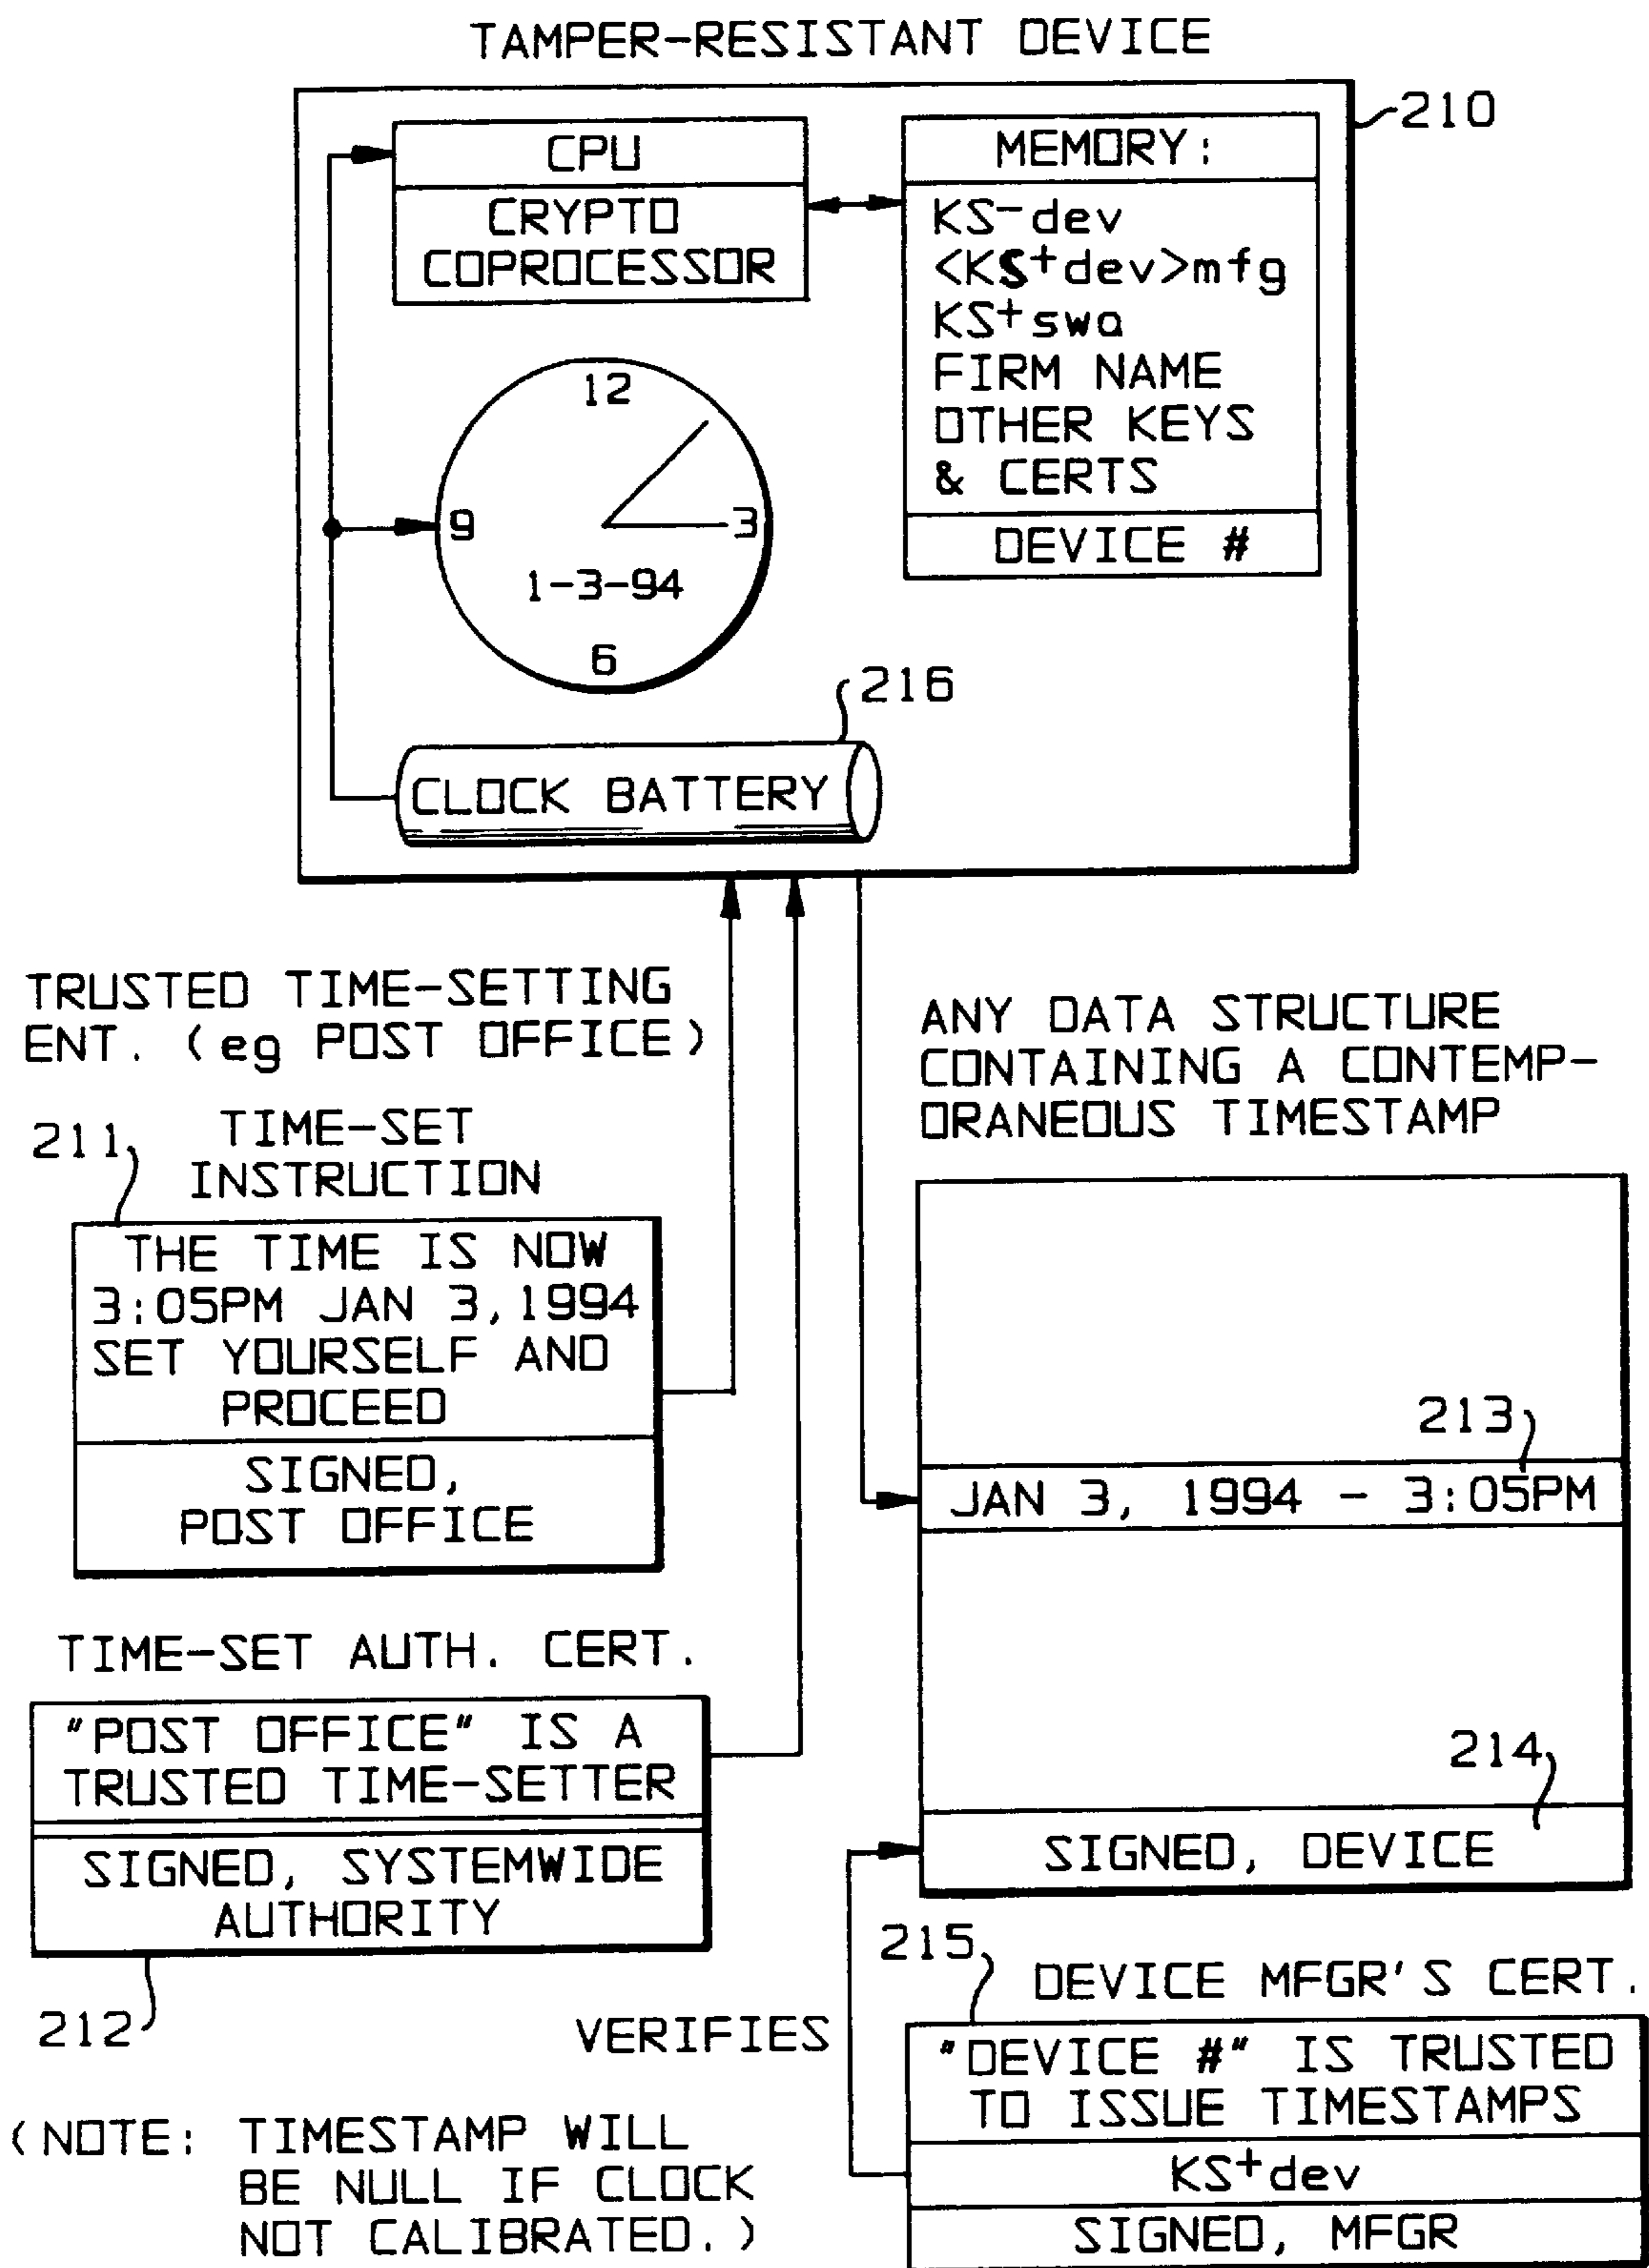 TAMPER-RESISTANT DEVICE
210
CPU
CRYPTO
COPROCESSOR
MEMORY:
KS-dev
<KS+dev>mfg
KS+swa
FIRM NAME
OTHER KEYS
& CERTS
DEVICE #
12
9
3
1-3-94
6
216
CLOCK BATTERY
TRUSTED TIME-SETTING
ENT. (eg POST OFFICE)
211
TIME-SET
INSTRUCTION
THE TIME IS NOW
3:05PM JAN 3,1994
SET YOURSELF AND
PROCEED
SIGNED,
POST OFFICE
TIME-SET AUTH. CERT.
"POST OFFICE" IS A
TRUSTED TIME-SETTER
SIGNED, SYSTEMWIDE
AUTHORITY
212
ANY DATA STRUCTURE
CONTAINING A CONTEMP-
ORANEOUS TIMESTAMP
213
JAN 3, 1994 - 3:05PM
214
SIGNED, DEVICE
215
DEVICE MFGR'S CERT.
VERIFIES
"DEVICE #" IS TRUSTED
TO ISSUE TIMESTAMPS
KS+dev
SIGNED, MFGR
(NOTE: TIMESTAMP WILL
BE NULL IF CLOCK
NOT CALIBRATED.)